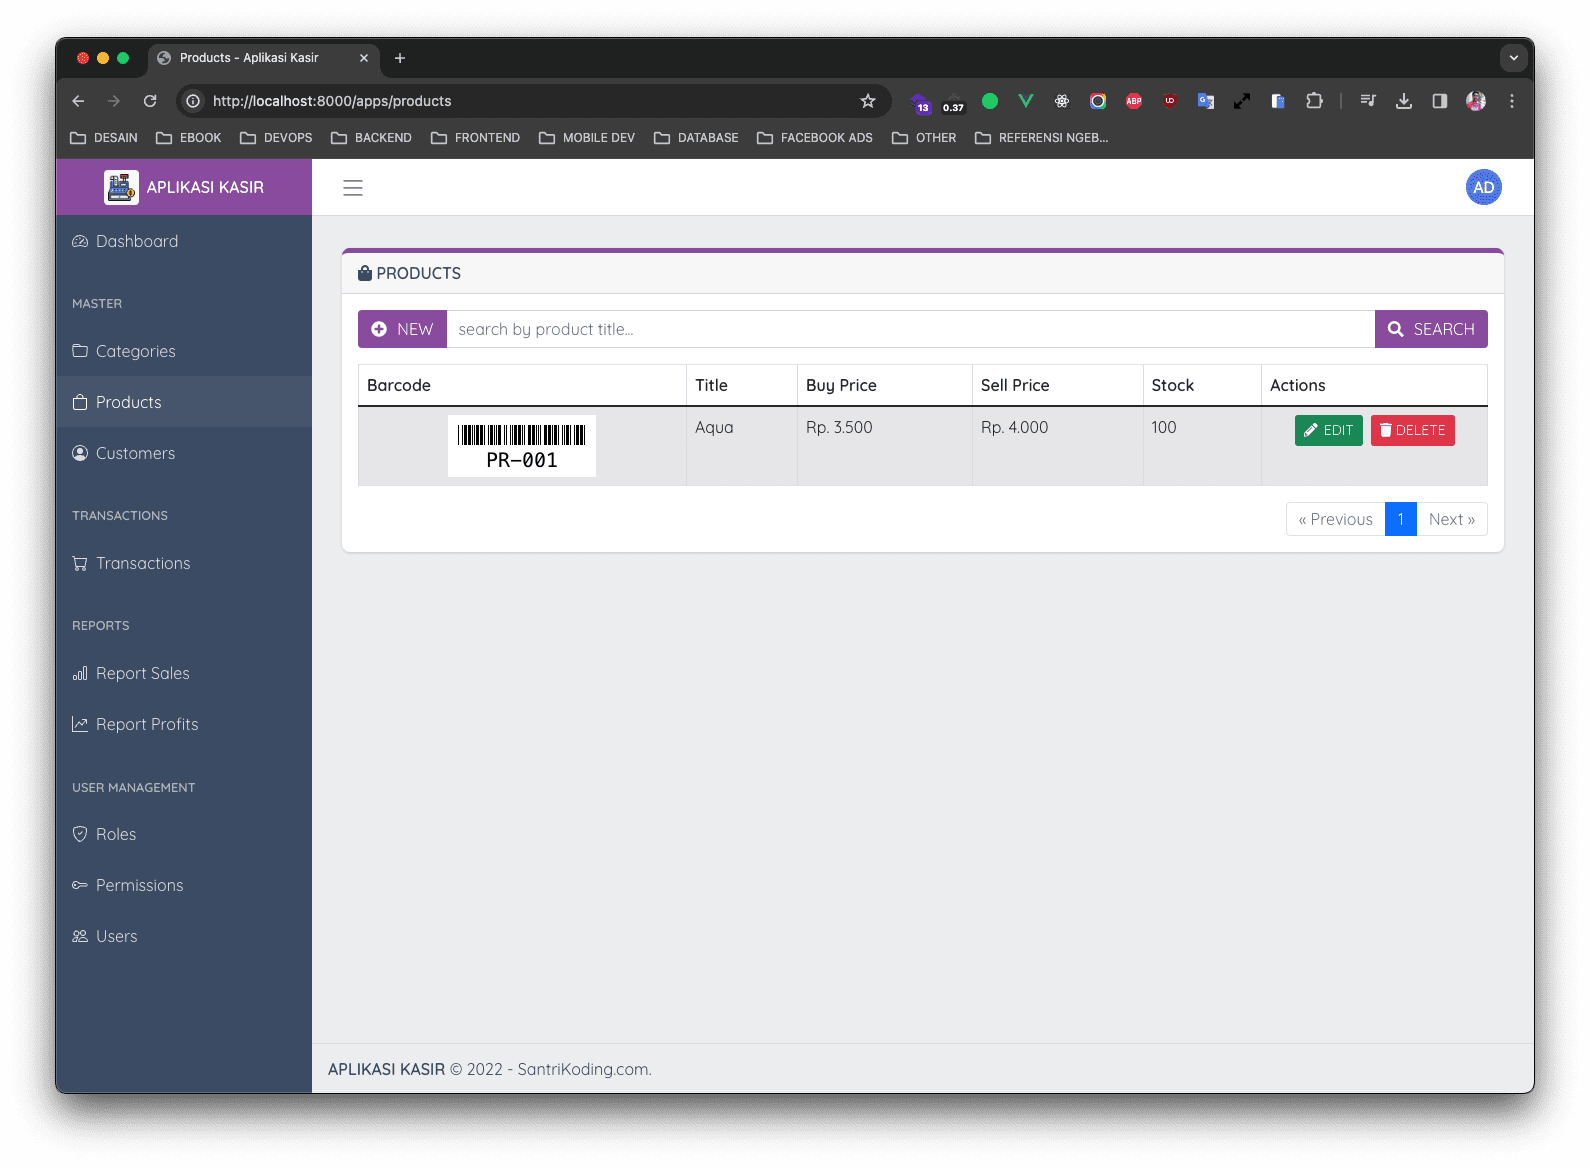 Products - Aplikasi Kasir
http://localhost:8000/apps/products
13
0.37
ABP
UD
DESAIN
EBOOK
DEVOPS
BACKEND
FRONTEND
MOBILE DEV
DATABASE
FACEBOOK ADS
OTHER
REFERENSI NGEB...
APLIKASI KASIR
AD
Dashboard
MASTER
Categories
Products
Customers
TRANSACTIONS
Transactions
REPORTS
Report Sales
Report Profits
USER MANAGEMENT
Roles
Permissions
Users
PRODUCTS
NEW
search by product title...
SEARCH
Barcode Title Buy Price Sell Price Stock Actions
PR-001 Aqua Rp. 3.500 Rp. 4.000 100 EDIT DELETE
« Previous 1 Next »
APLIKASI KASIR © 2022 - SantriKoding.com.